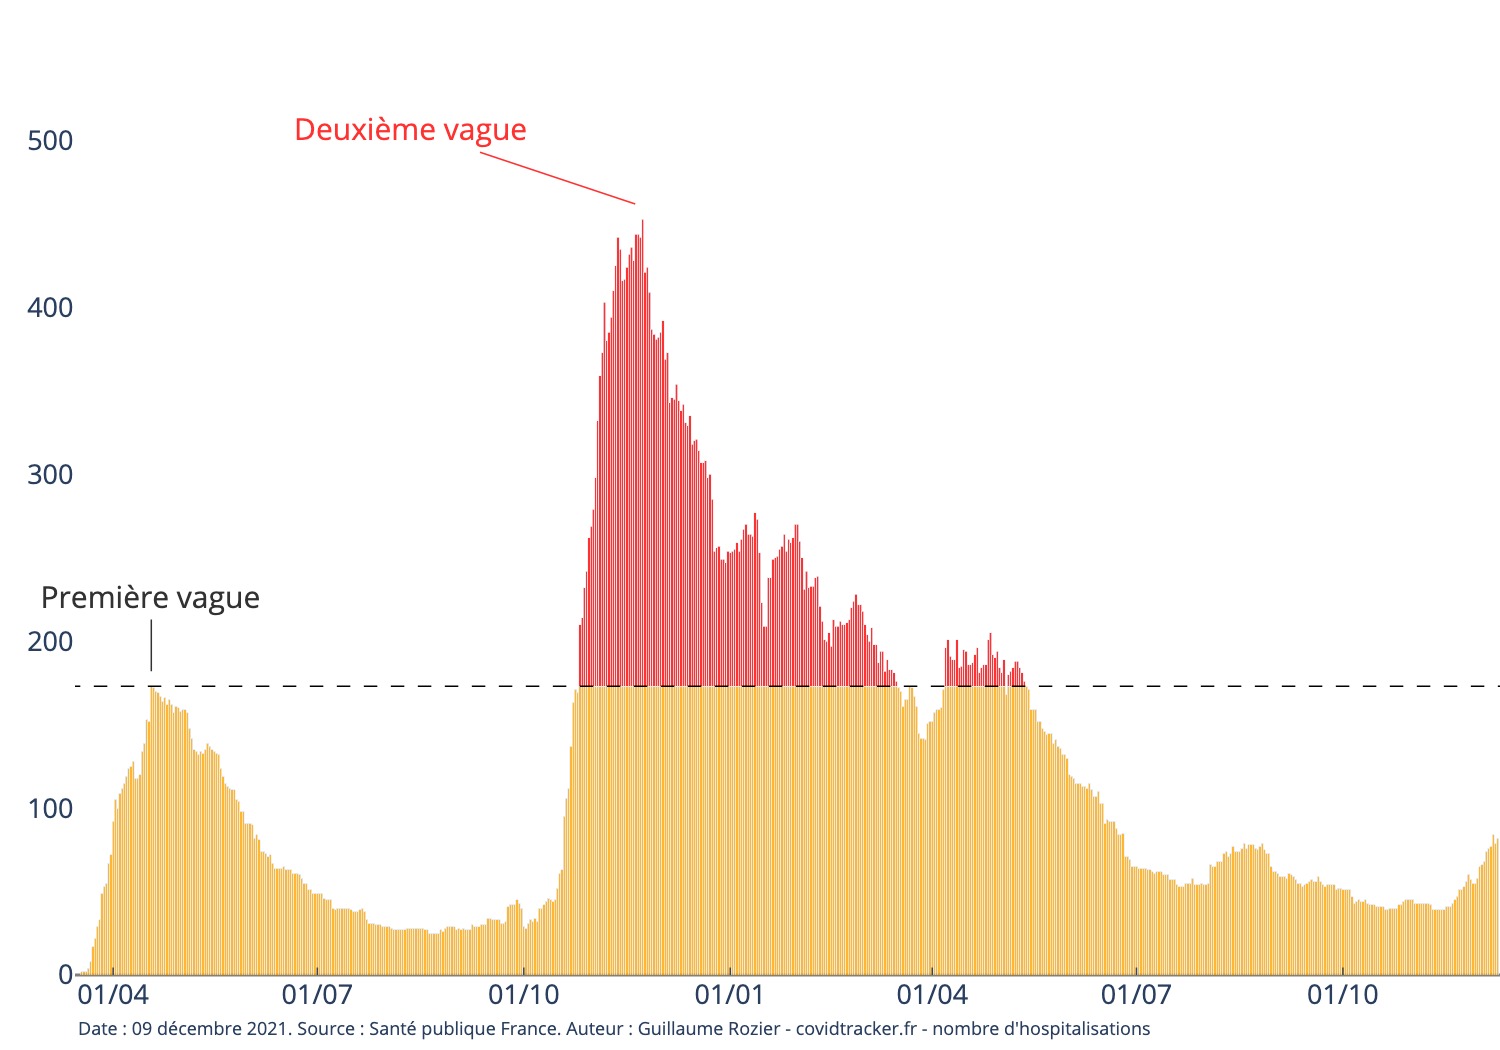 Deuxième vague
500
400
300
Première vague
200
100
0
01/04 01/07 01/10 01/01 01/04 01/07 01/10
Date : 09 décembre 2021. Source : Santé publique France. Auteur : Guillaume Rozier - covidtracker.fr - nombre d'hospitalisations